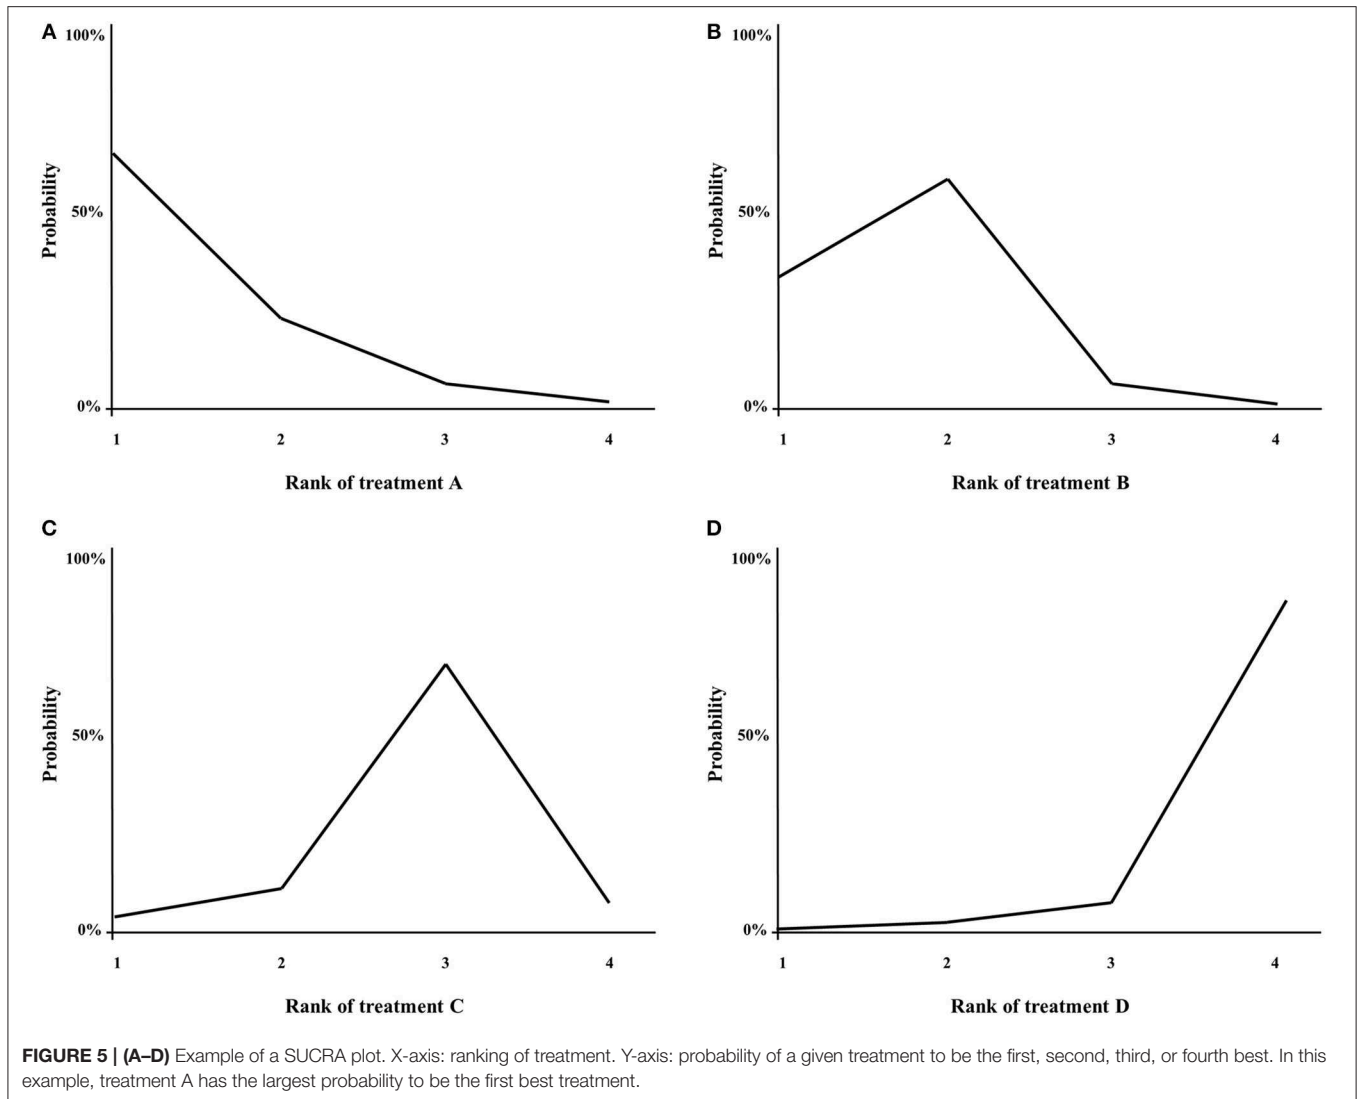 A
100%
Probability
50%
0%
1 2 3 4
Rank of treatment A
B
100%
Probability
50%
0%
1 2 3 4
Rank of treatment B
C
100%
Probability
50%
0%
1 2 3 4
Rank of treatment C
D
100%
Probability
50%
0%
1 2 3 4
Rank of treatment D
FIGURE 5 | (A–D) Example of a SUCRA plot. X-axis: ranking of treatment. Y-axis: probability of a given treatment to be the first, second, third, or fourth best. In this
example, treatment A has the largest probability to be the first best treatment.